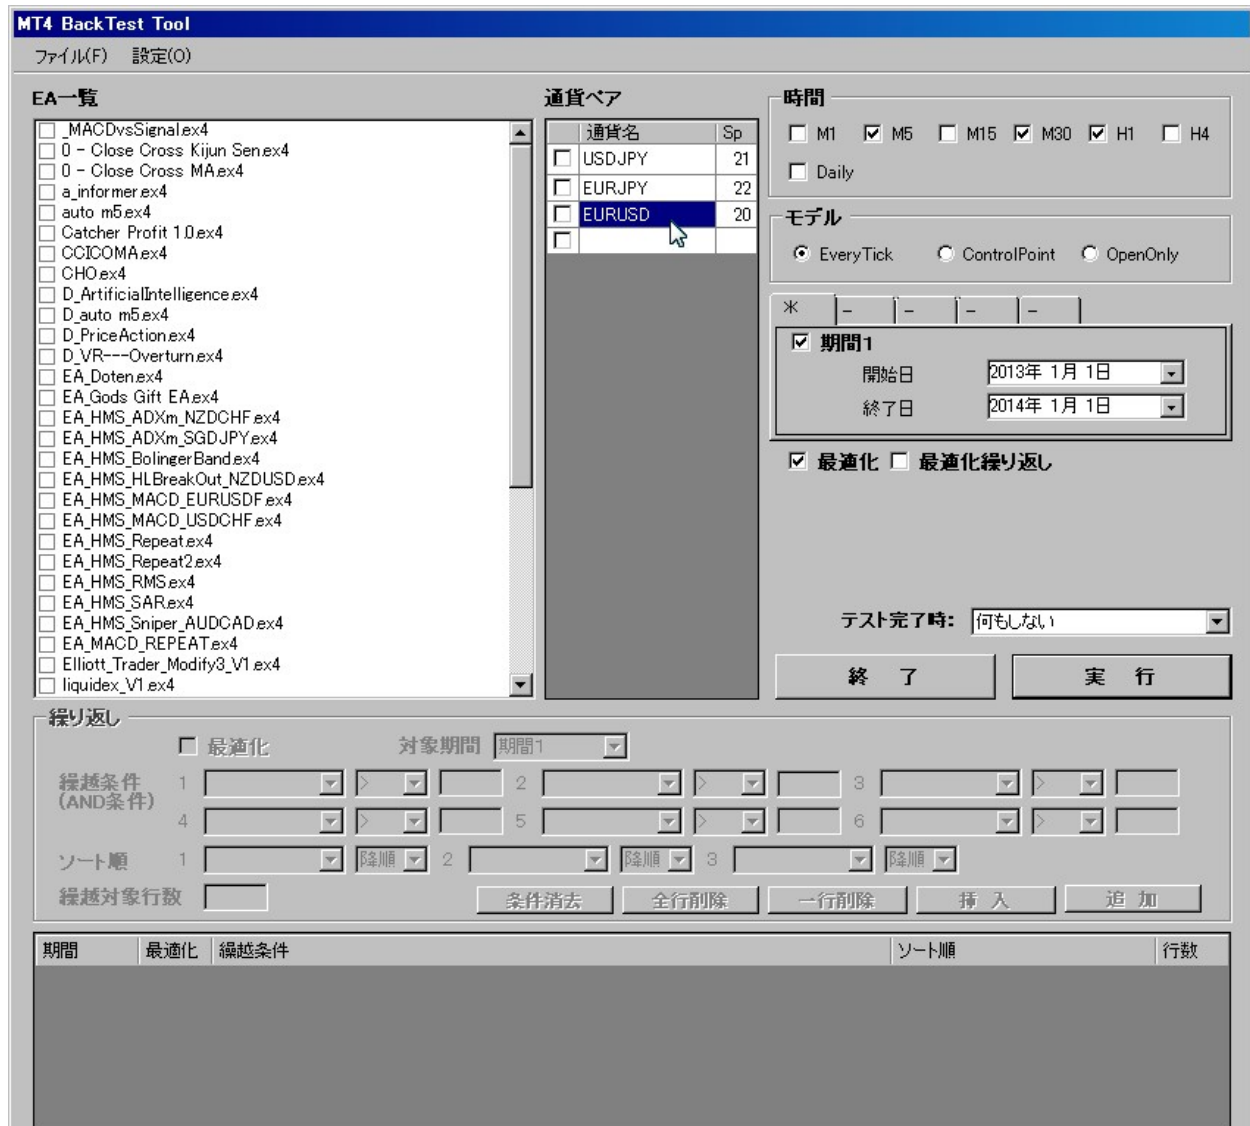 MT4 BackTest Tool
ファイル(F) 設定(O)
EA一覧
_MACDvsSignal.ex4
0 - Close Cross Kijun Sen.ex4
0 - Close Cross MA.ex4
a_informer.ex4
auto m5.ex4
Catcher Profit 1.0.ex4
CCICOMA.ex4
CHO.ex4
D_ArtificialIntelligence.ex4
D_auto m5.ex4
D_PriceAction.ex4
D_VR---Overturn.ex4
EA_Doten.ex4
EA_Gods Gift EA.ex4
EA_HMS_ADXm_NZDCHF.ex4
EA_HMS_ADXm_SGDJPY.ex4
EA_HMS_BolingerBand.ex4
EA_HMS_HLBreakOut_NZDUSD.ex4
EA_HMS_MACD_EURUSDF.ex4
EA_HMS_MACD_USDCHF.ex4
EA_HMS_Repeat.ex4
EA_HMS_Repeat2.ex4
EA_HMS_RMS.ex4
EA_HMS_SAR.ex4
EA_HMS_Sniper_AUDCAD.ex4
EA_MACD_REPEAT.ex4
Elliott_Trader_Modify3_V1.ex4
liquidex_V1.ex4
通貨ペア
通貨名 Sp
USDJPY 21
EURJPY 22
EURUSD 20
時間
M1 M5 M15 M30 H1 H4
Daily
モデル
EveryTick ControlPoint OpenOnly
* - - - -
期間1
開始日 2013年 1月 1日
終了日 2014年 1月 1日
最適化 最適化繰り返し
テスト完了時: 何もしない
終 了 実 行
繰り返し
最適化 対象期間 期間1
繰越条件 1 > 2 > 3 >
(AND条件)
4 > 5 > 6 >
ソート順 1 降順 2 降順 3 降順
繰越対象行数 条件消去 全行削除 一行削除 挿 入 追 加
期間 最適化 繰越条件 ソート順 行数